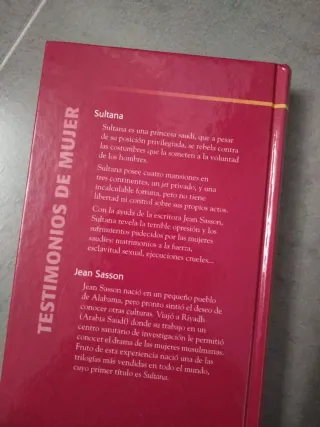 TESTIMONIOS DE MUJER
Sultana
Sultana es una princesa saudí, que a pesar
de su posición privilegiada, se rebela contra
las costumbres que la someten a la voluntad
de los hombres.
Sultana posee cuatro mansiones en
tres continentes, un jet privado, y una
incalculable fortuna, pero no tiene
libertad ni control sobre sus propios actos.
Con la ayuda de la escritora Jean Sasson,
Sultana revela la terrible opresión y los
sufrimientos padecidos por las mujeres
saudíes: matrimonios a la fuerza,
esclavitud sexual, ejecuciones crueles...
Jean Sasson
Jean Sasson nació en un pequeño pueblo
de Alabama, pero pronto sintió el deseo de
conocer otras culturas. Viajó a Riyadh
(Arabia Saudí) donde su trabajo en un
centro sanitario de investigación le permitió
conocer el drama de las mujeres musulmanas.
Fruto de esta experiencia nació una de las
trilogías más vendidas en todo el mundo,
cuyo primer título es Sultana.